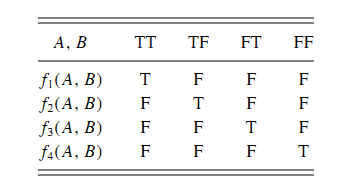 A, B TT TF FT FF
f₁(A, B) T F F F
f₂(A, B) F T F F
f₃(A, B) F F T F
f₄(A, B) F F F T